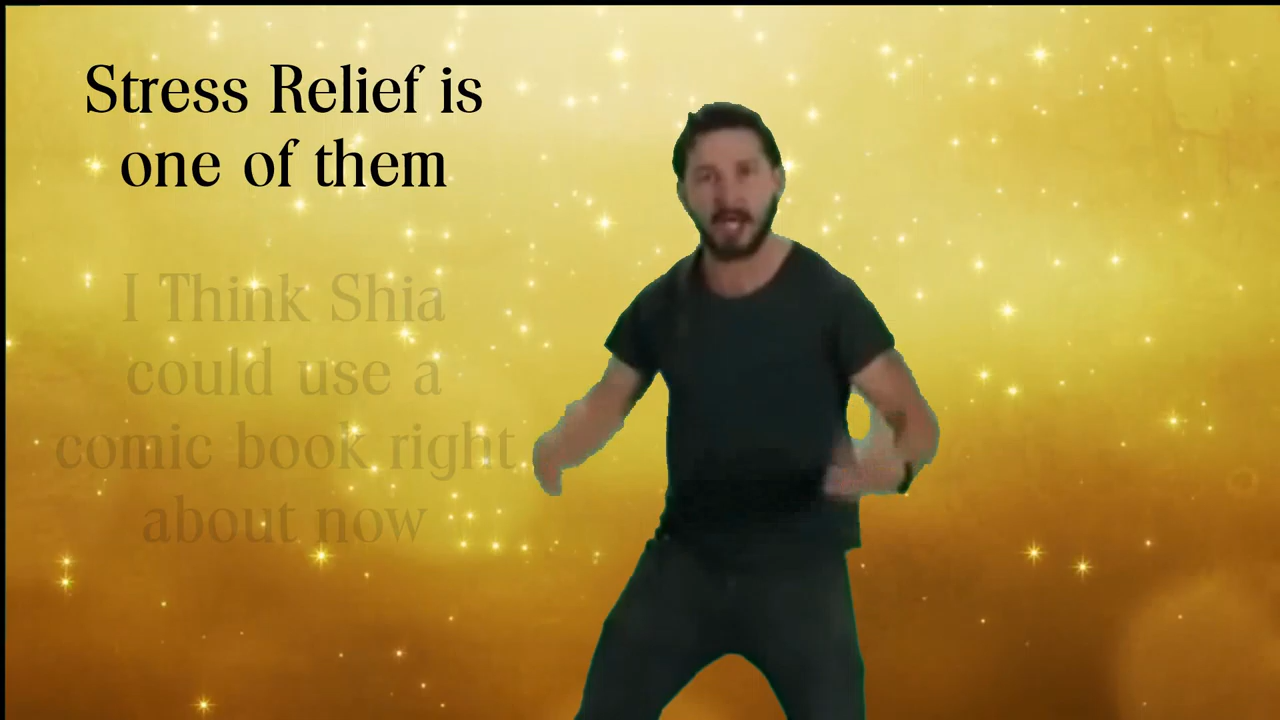 Stress Relief is
one of them
I Think Shia
could use a
comic book right
about now